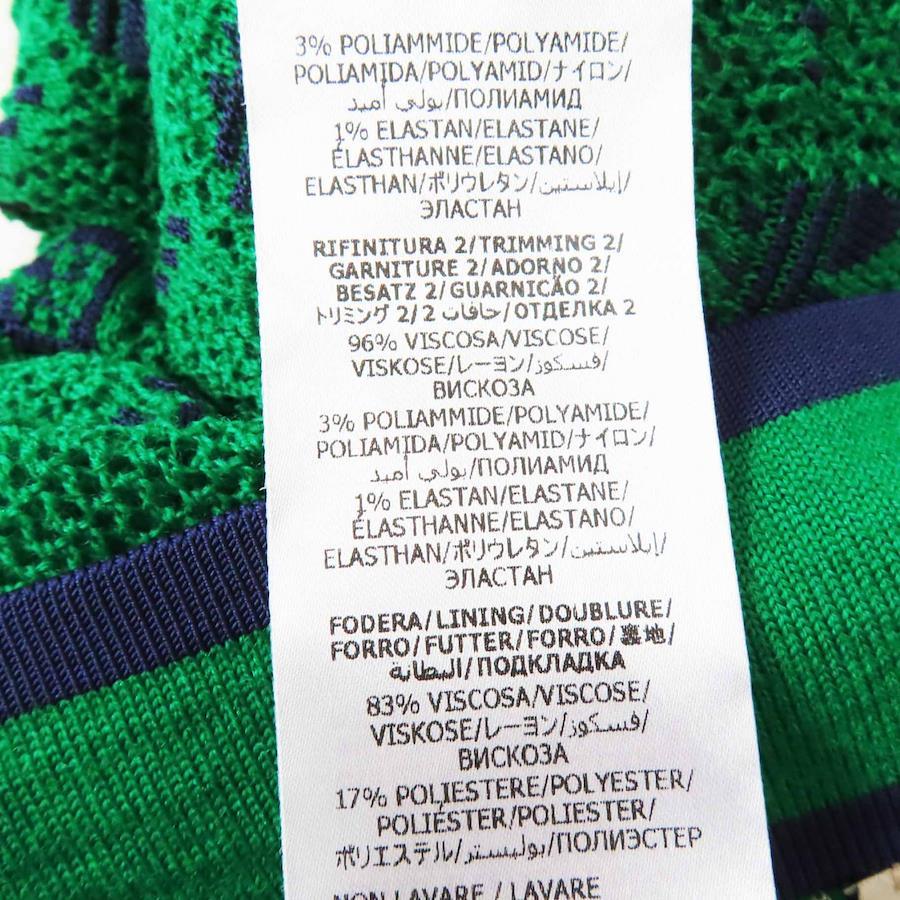 3% POLIAMMIDE/POLYAMIDE/
POLIAMIDA/POLYAMID/ナイロン/
بولي أميد/ПОЛИАМИД
1% ELASTAN/ELASTANE/
ÉLASTHANNE/ELASTANO/
ELASTHAN/ポリウレタン/إيلاستين/
ЭЛАСТАН
RIFINITURA 2/TRIMMING 2/
GARNITURE 2/ADORNO 2/
BESATZ 2/GUARNICÃO 2/
トリミング 2/2 حافات/ОТДЕЛКА 2
96% VISCOSA/VISCOSE/
VISKOSE/レーヨン/فسكوز/
ВИСКОЗА
3% POLIAMMIDE/POLYAMIDE/
POLIAMIDA/POLYAMID/ナイロン/
بولي أميد/ПОЛИАМИД
1% ELASTAN/ELASTANE/
ÉLASTHANNE/ELASTANO/
ELASTHAN/ポリウレタン/إيلاستين/
ЭЛАСТАН
FODERA/LINING/DOUBLURE/
FORRO/FUTTER/FORRO/裏地/
البطانة/ПОДКЛАДКА
83% VISCOSA/VISCOSE/
VISKOSE/レーヨン/فسكوز/
ВИСКОЗА
17% POLIESTERE/POLYESTER/
POLIÉSTER/POLIESTER/
ポリエステル/بوليستر/ПОЛИЭСТЕР
NON LAVARE / LAVARE